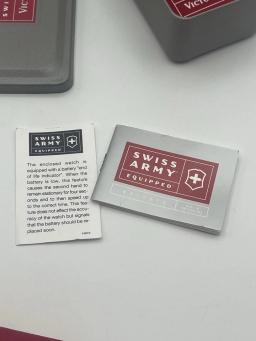 VICTO
SWISS
ARMY
EQUIPPED
The enclosed watch is
equipped with a battery "end
of life indicator". When the
battery is low, this feature
causes the second hand to
remain stationary for four sec-
onds and to then speed up
to the correct time. This fea-
ture does not affect the accu-
racy of the watch but signals
that the battery should be re-
placed soon.
SWISS
ARMY
EQUIPPED